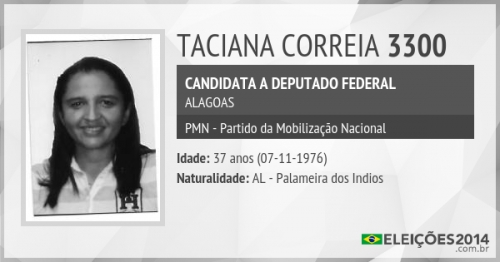 TACIANA CORREIA 3300
CANDIDATA A DEPUTADO FEDERAL
ALAGOAS
PMN - Partido da Mobilização Nacional
Idade: 37 anos (07-11-1976)
Naturalidade: AL - Palameira dos Indios
H
ELEIÇÕES2014
.com.br